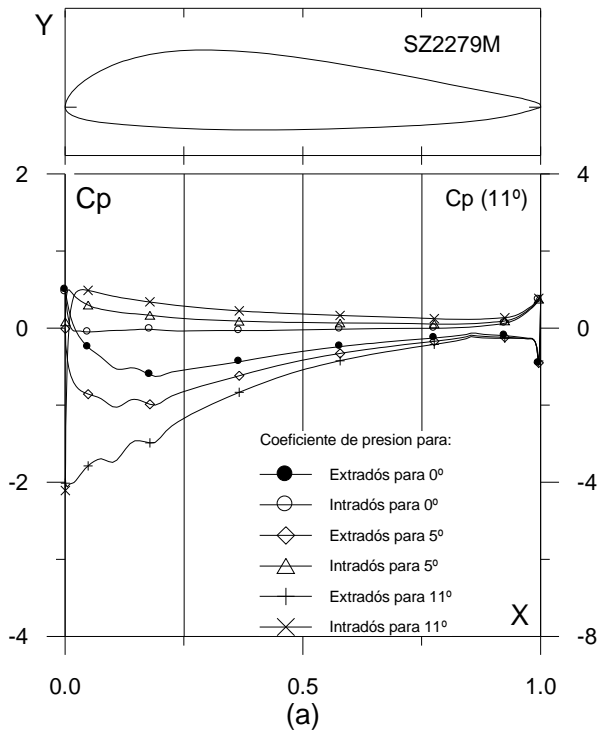 Y
SZ2279M
2
4
Cp
Cp (11º)
0
0
Coeficiente de presion para:
Extradós para 0º
Intradós para 0º
-2
-4
Extradós para 5º
Intradós para 5º
Extradós para 11º
Intradós para 11º
X
-4
-8
0.0
0.5
1.0
(a)